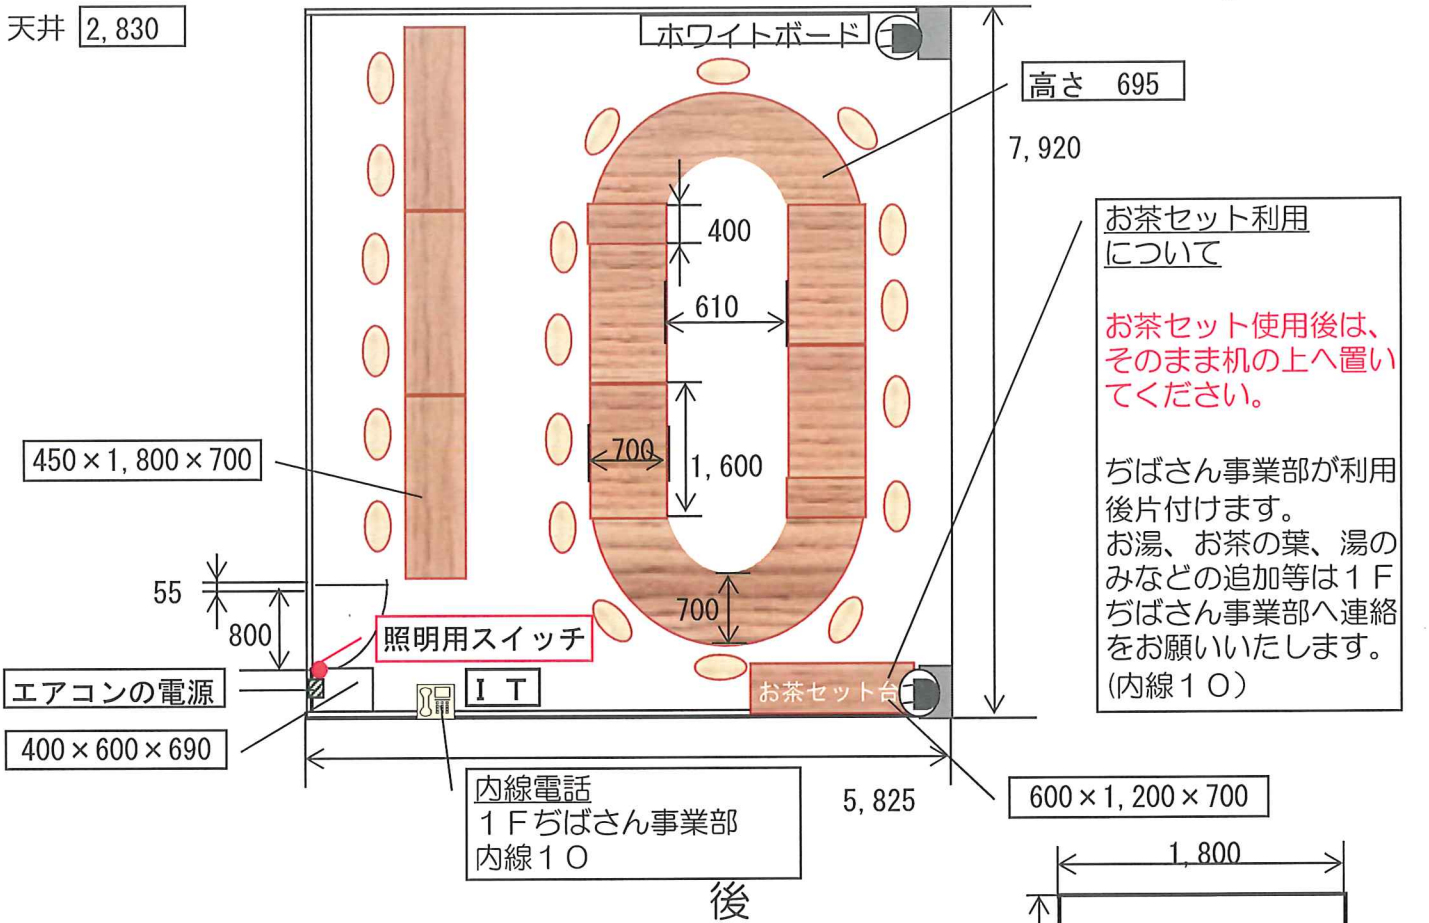 天井 2,830
ホワイトボード
高さ 695
7,920
400
610
700
1,600
450×1,800×700
お茶セット利用
について
お茶セット使用後は、
そのまま机の上へ置い
てください。
ぢばさん事業部が利用
後片付けます。
お湯、お茶の葉、湯の
みなどの追加等は1F
ぢばさん事業部へ連絡
をお願いいたします。
(内線10)
55
800
700
照明用スイッチ
エアコンの電源
IT
お茶セット台
400×600×690
内線電話
1Fぢばさん事業部
内線10
5,825
600×1,200×700
1,800
後